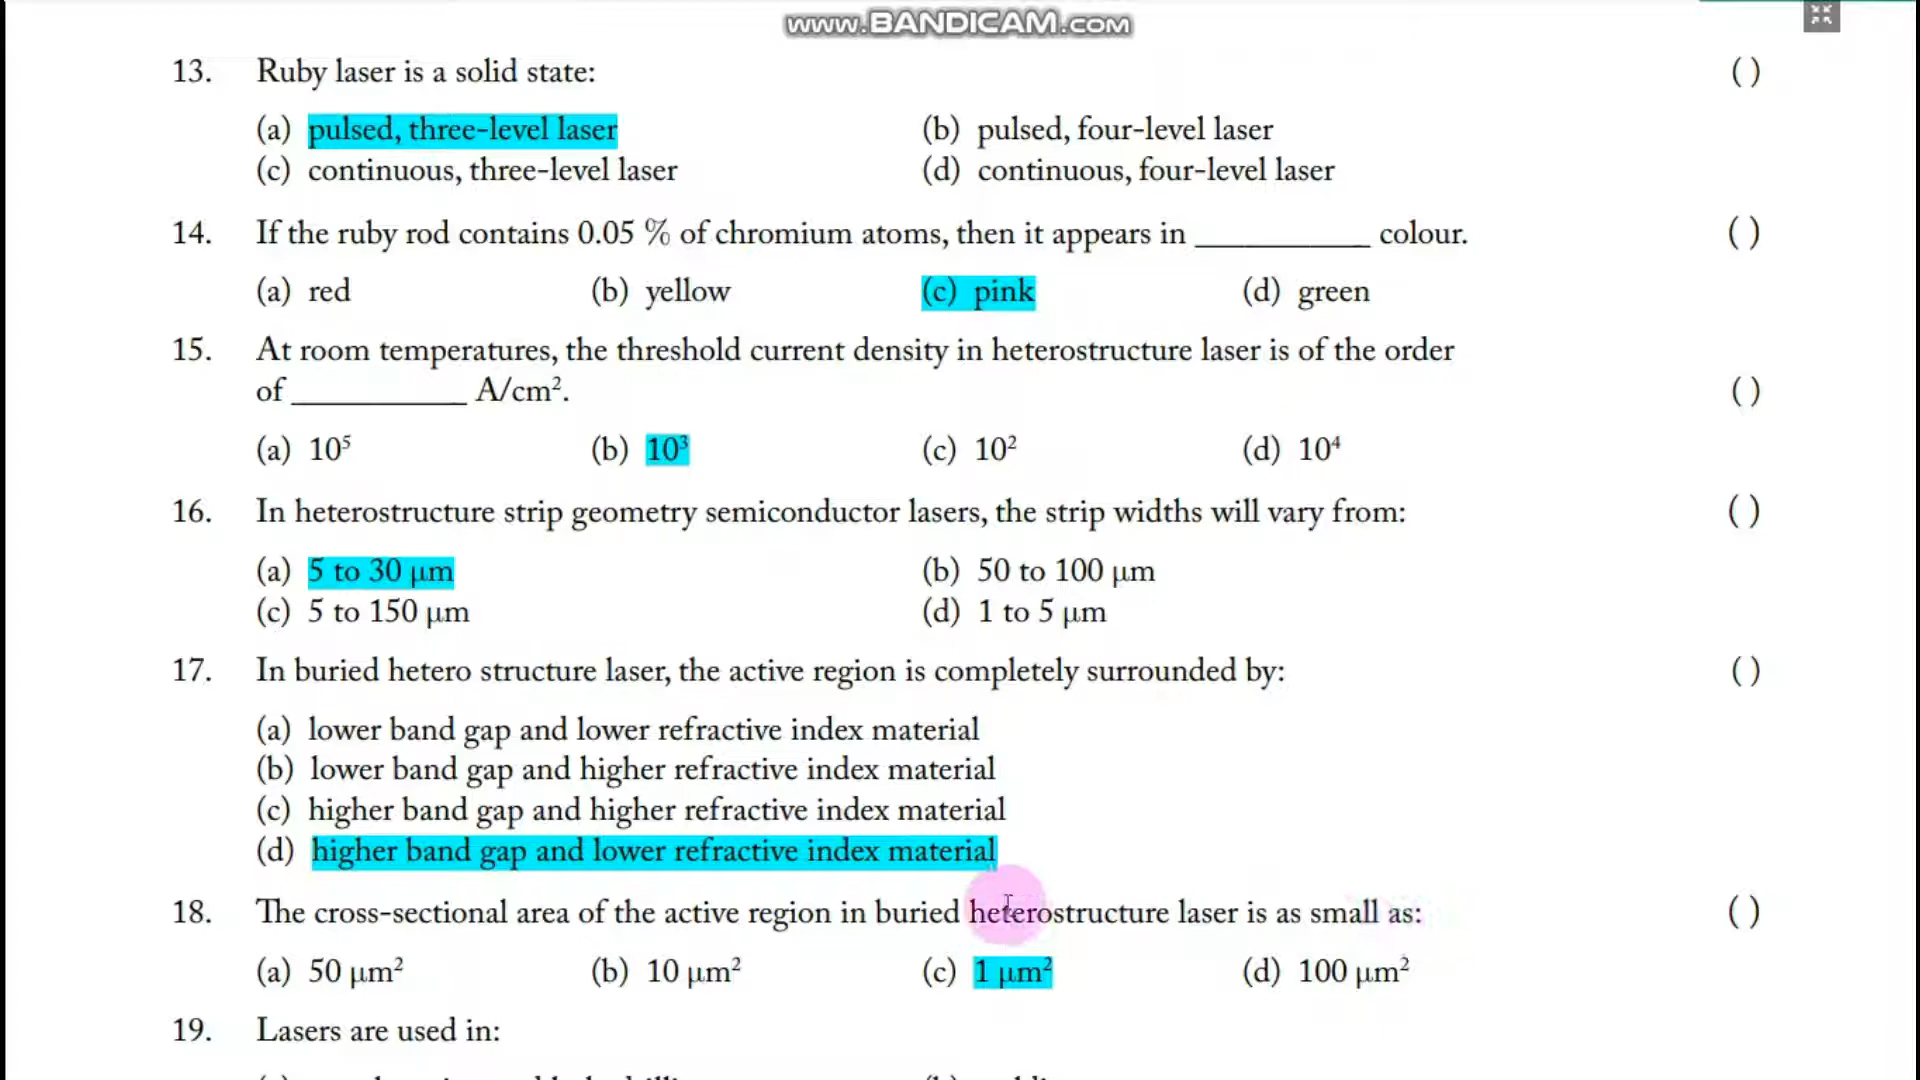 www.BANDICAM.com
13. Ruby laser is a solid state: ( )
(a) pulsed, three-level laser (b) pulsed, four-level laser
(c) continuous, three-level laser (d) continuous, four-level laser
14. If the ruby rod contains 0.05 % of chromium atoms, then it appears in __________ colour. ( )
(a) red (b) yellow (c) pink (d) green
15. At room temperatures, the threshold current density in heterostructure laser is of the order
of __________ A/cm². ( )
(a) 10⁵ (b) 10³ (c) 10² (d) 10⁴
16. In heterostructure strip geometry semiconductor lasers, the strip widths will vary from: ( )
(a) 5 to 30 μm (b) 50 to 100 μm
(c) 5 to 150 μm (d) 1 to 5 μm
17. In buried hetero structure laser, the active region is completely surrounded by: ( )
(a) lower band gap and lower refractive index material
(b) lower band gap and higher refractive index material
(c) higher band gap and higher refractive index material
(d) higher band gap and lower refractive index material
18. The cross-sectional area of the active region in buried heterostructure laser is as small as: ( )
(a) 50 μm² (b) 10 μm² (c) 1 μm² (d) 100 μm²
19. Lasers are used in: